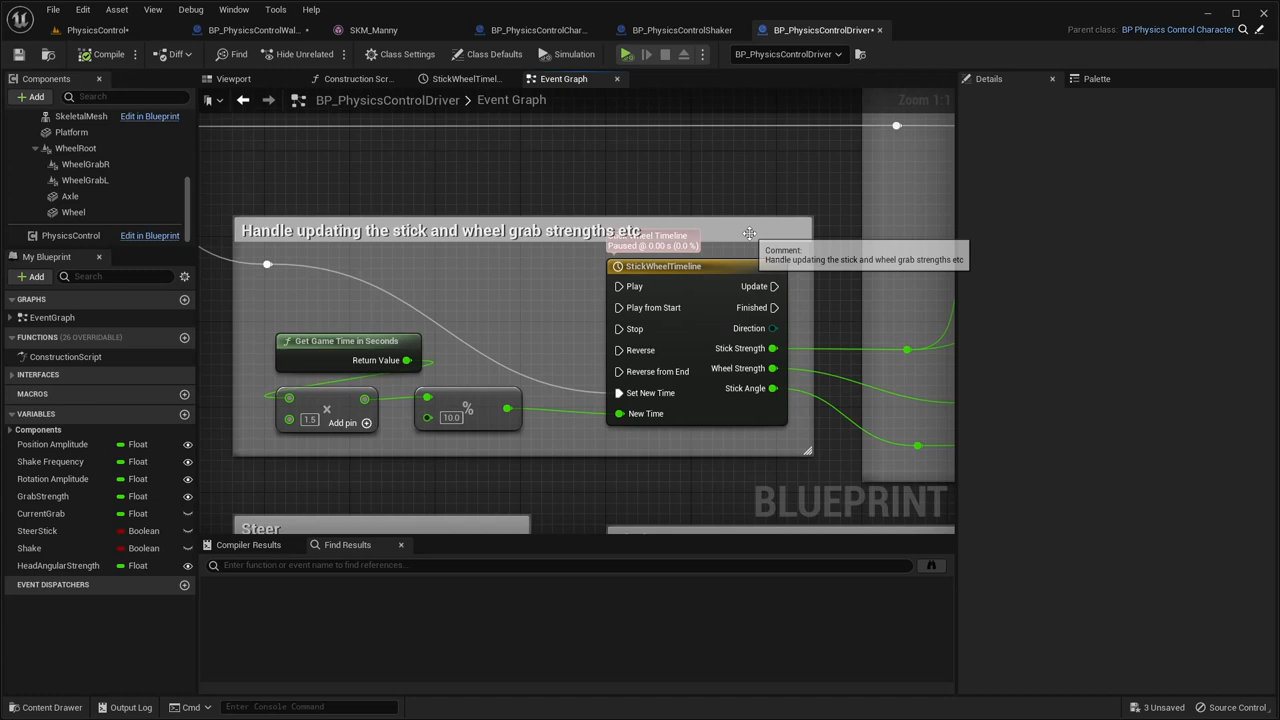 File Edit Asset View Debug Window Tools Help
PhysicsControl•
BP_PhysicsControlWal.. •
SKM_Manny
BP_PhysicsControlChar...
BP_PhysicsControlShaker
BP_PhysicsControlDriver•
Parent class: BP Physics Control Character
Compile
Diff
Find
Hide Unrelated
Class Settings
Class Defaults
Simulation
BP_PhysicsControlDriver
Components
Viewport
Construction Scr...
StickWheelTimel...
Event Graph
Details
Palette
Add
Search
BP_PhysicsControlDriver > Event Graph
Zoom 1:1
SkeletalMesh Edit in Blueprint
Platform
WheelRoot
WheelGrabR
WheelGrabL
Axle
Wheel
PhysicsControl Edit in Blueprint
My Blueprint
Add
Search
GRAPHS
EventGraph
FUNCTIONS (26 OVERRIDABLE)
ConstructionScript
INTERFACES
MACROS
VARIABLES
Components
Position Amplitude Float
Shake Frequency Float
Rotation Amplitude Float
GrabStrength Float
CurrentGrab Float
SteerStick Boolean
Shake Boolean
HeadAngularStrength Float
EVENT DISPATCHERS
Handle updating the stick and wheel grab strengths etc
Wheel Timeline
Paused @ 0.00 s (0.0 %)
Comment:
Handle updating the stick and wheel grab strengths etc
StickWheelTimeline
Play Update
Play from Start Finished
Stop Direction
Reverse Stick Strength
Reverse from End Wheel Strength
Set New Time Stick Angle
New Time
Get Game Time in Seconds
Return Value
×
1.5
Add pin
%
10.0
BLUEPRINT
Steer
Compiler Results
Find Results
Enter function or event name to find references...
Content Drawer
Output Log
Cmd
Enter Console Command
3 Unsaved
Source Control